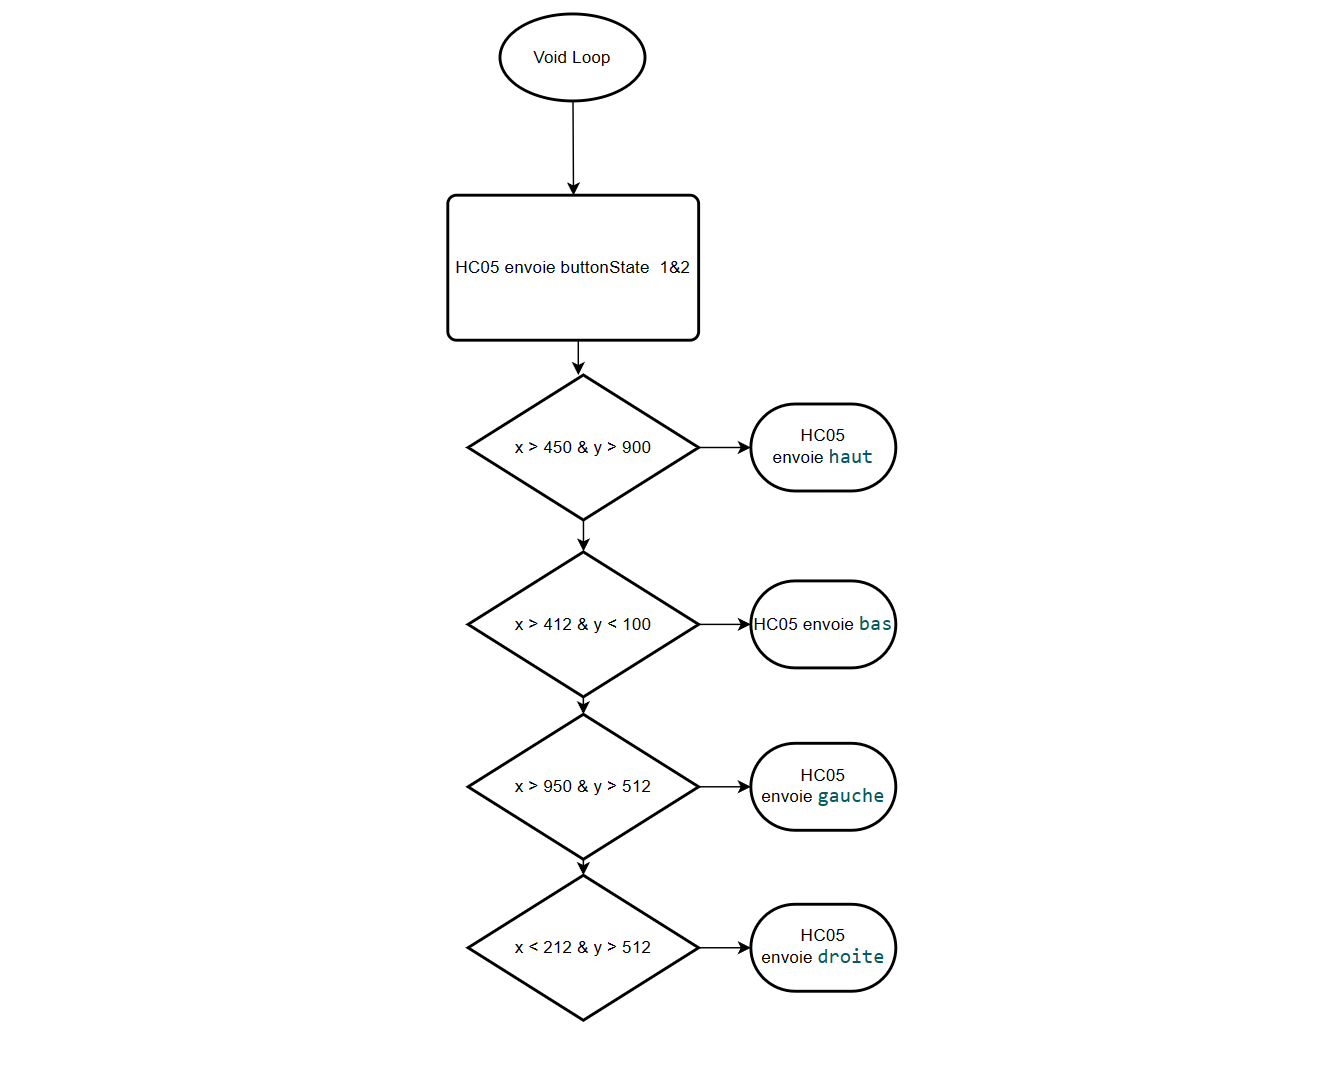 Void Loop
HC05 envoie buttonState  1&2
x > 450 & y > 900
HC05
envoie haut
x > 412 & y < 100
HC05 envoie bas
x > 950 & y > 512
HC05
envoie gauche
x < 212 & y > 512
HC05
envoie droite